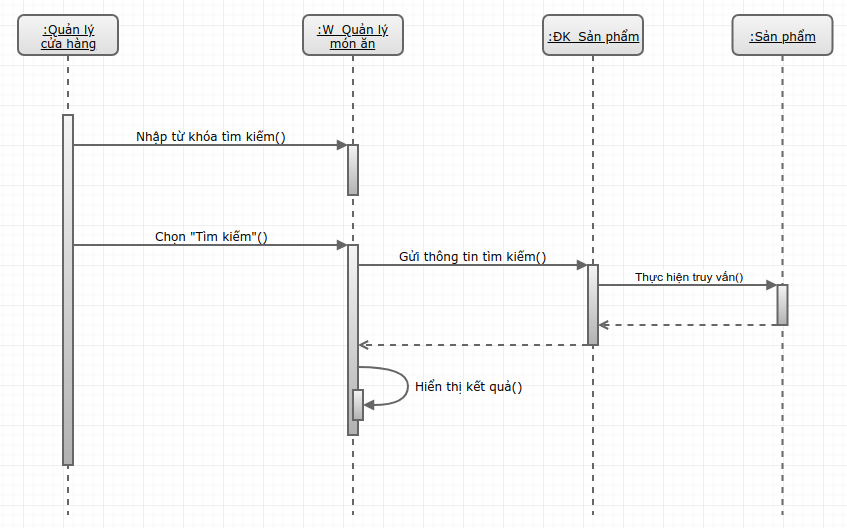 :Quản lý
cửa hàng
:W_Quản lý
món ăn
:ĐK_Sản phẩm
:Sản phẩm
Nhập từ khóa tìm kiếm()
Chọn "Tìm kiếm"()
Gửi thông tin tìm kiếm()
Thực hiện truy vấn()
Hiển thị kết quả()